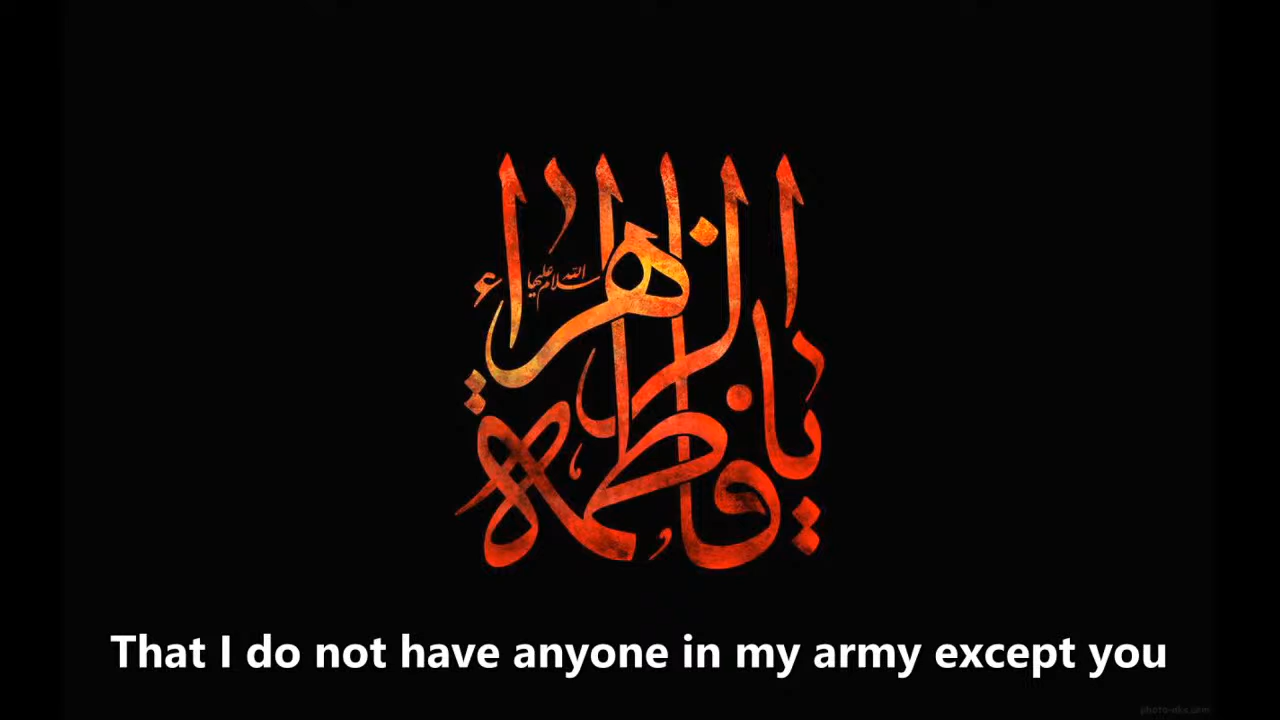 يا فاطمة الزهراء
سلام الله عليها
That I do not have anyone in my army except you